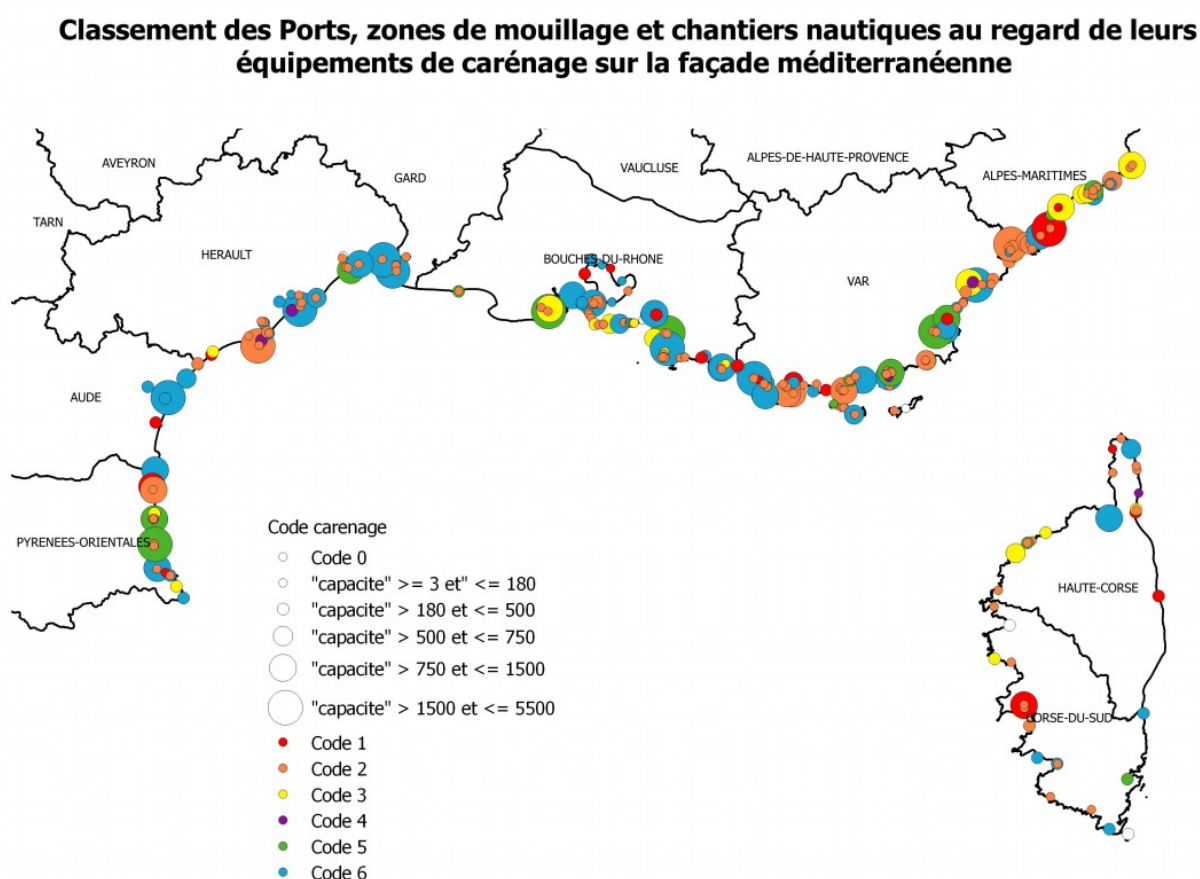 Classement des Ports, zones de mouillage et chantiers nautiques au regard de leurs
équipements de carénage sur la façade méditerranéenne
AVEYRON
TARN
GARD
HERAULT
VAUCLUSE
ALPES-DE-HAUTE-PROVENCE
ALPES-MARITIMES
BOUCHES-DU-RHONE
VAR
AUDE
PYRENEES-ORIENTALES
HAUTE-CORSE
CORSE-DU-SUD
Code carenage
Code 0
"capacite" >= 3 et" <= 180
"capacite" > 180 et <= 500
"capacite" > 500 et <= 750
"capacite" > 750 et <= 1500
"capacite" > 1500 et <= 5500
Code 1
Code 2
Code 3
Code 4
Code 5
Code 6